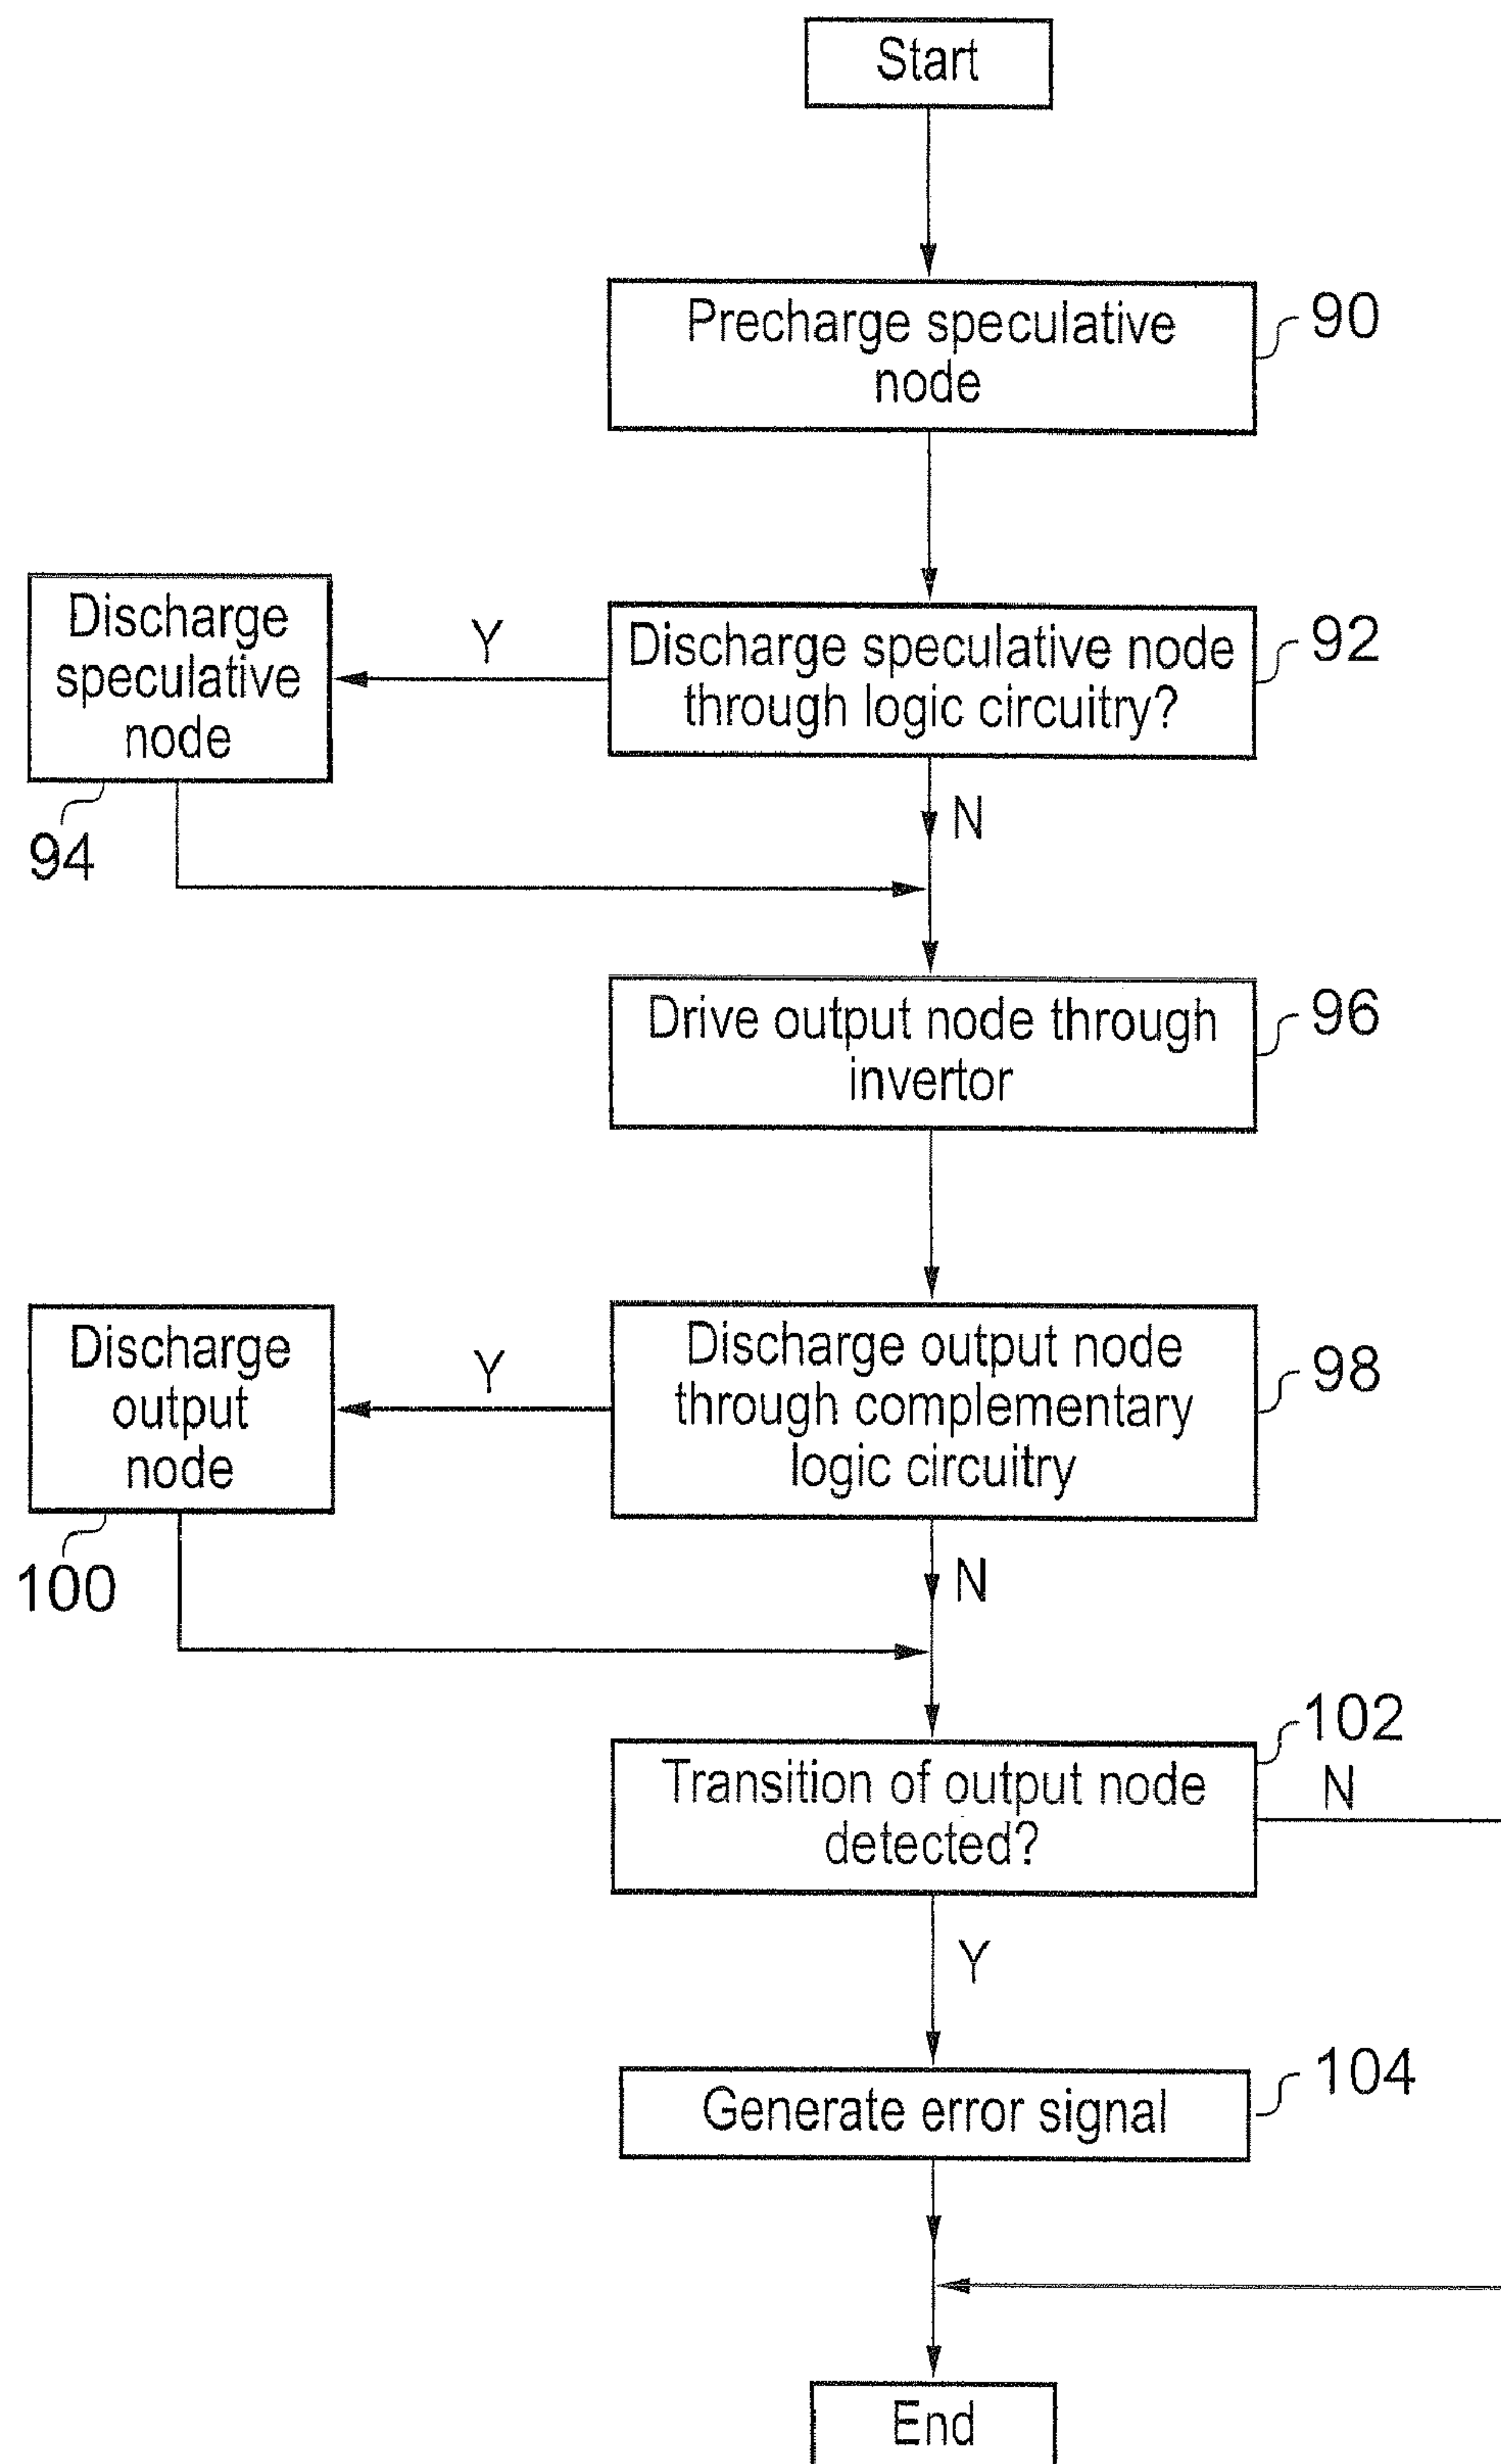 Start
Precharge speculative
node
90
Discharge
speculative
node
94
Y
Discharge speculative node
through logic circuitry?
92
N
Drive output node through
invertor
96
Discharge
output
node
100
Y
Discharge output node
through complementary
logic circuitry
98
N
Transition of output node
detected?
102
N
Y
Generate error signal
104
End